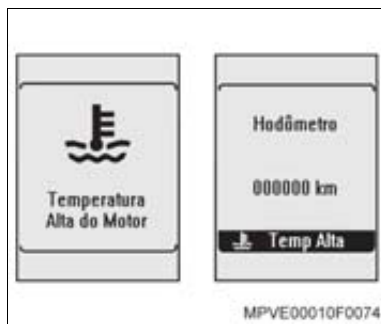 Temperatura
Alta do Motor
Hodômetro
000000 km
Temp Alta
MPVE00010F0074